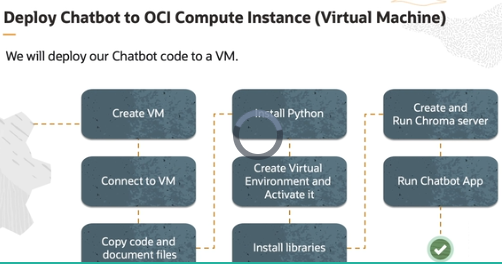 Deploy Chatbot to OCI Compute Instance (Virtual Machine)
We will deploy our Chatbot code to a VM.
Create VM
Connect to VM
Copy code and
document files
Install Python
Create Virtual
Environment and
Activate it
Install libraries
Create and
Run Chroma server
Run Chatbot App